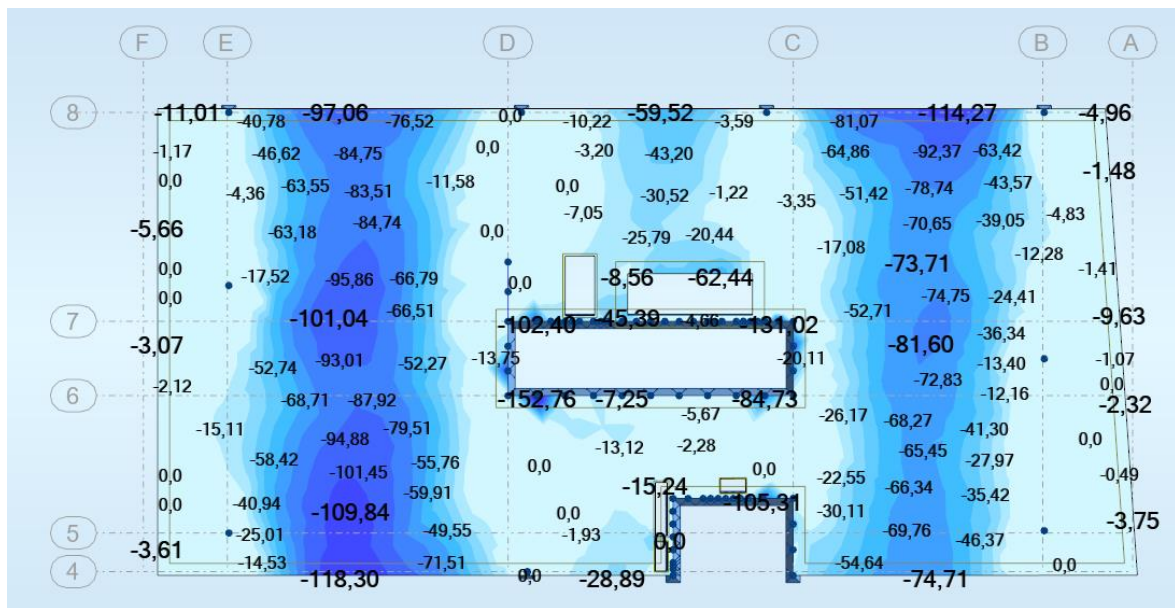 F E D C B A
8 -11,01 -97,06 0,0 -59,52 -114,27 -4,96
-40,78 -76,52 -10,22 -3,59 -81,07
-1,17 -46,62 -84,75 0,0 -3,20 -43,20 -64,86 -92,37 -63,42
-1,48
0,0 -4,36 -63,55 -83,51 -11,58 0,0 -30,52 -1,22 -3,35 -51,42 -78,74 -43,57
-5,66 -63,18 -84,74 0,0 -7,05 -70,65 -39,05 -4,83
-25,79 -20,44 -17,08 -12,28
0,0 -17,52 -95,86 -66,79 0,0 -8,56 -62,44 -73,71 -1,41
0,0 -66,51 -52,71 -74,75 -24,41
7 -101,04 -102,40 -45,39 -4,66 -131,02 -9,63
-3,07 -36,34
-81,60
-52,74 -93,01 -52,27 -13,75 -20,11 -13,40 -1,07
-2,12 -72,83 0,0
6 -68,71 -87,92 -152,76 -7,25 -84,73 -12,16 -2,32
-15,11 -79,51 -5,67 -26,17 -68,27 -41,30
-94,88 -13,12 -2,28 -65,45 0,0
0,0 -58,42 -101,45 -55,76 0,0 0,0 -22,55 -27,97 -0,49
-15,24 -66,34
0,0 -40,94 -59,91 -105,31 -35,42
-109,84 0,0 -30,11 -3,75
5 -25,01 -49,55 -1,93 0,0 -69,76 -46,37
-3,61 -14,53 -71,51 -54,64 0,0
4 -118,30 0,0 -28,89 -74,71